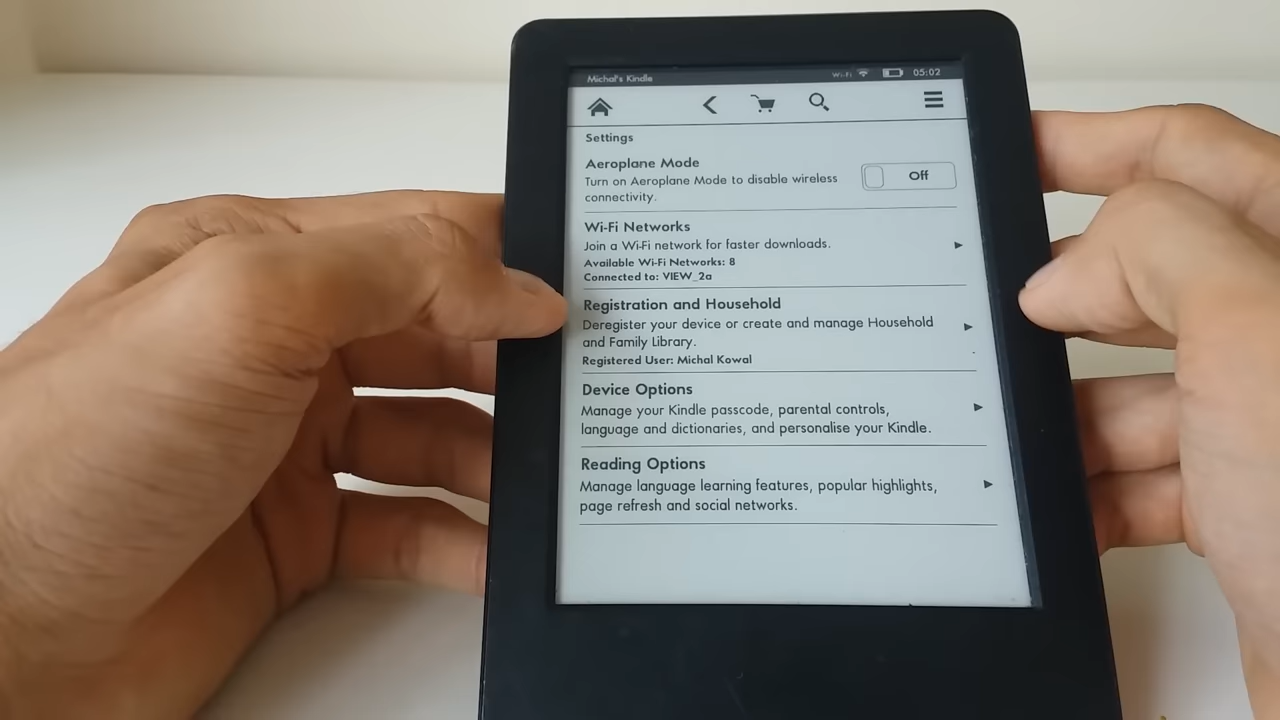 Michal's Kindle
Wi-Fi 05:02
Settings
Aeroplane Mode
Turn on Aeroplane Mode to disable wireless
connectivity.
Off
Wi-Fi Networks
Join a Wi-Fi network for faster downloads.
Available Wi-Fi Networks: 8
Connected to: VIEW_2a
Registration and Household
Deregister your device or create and manage Household
and Family Library.
Registered User: Michal Kowal
Device Options
Manage your Kindle passcode, parental controls,
language and dictionaries, and personalise your Kindle.
Reading Options
Manage language learning features, popular highlights,
page refresh and social networks.